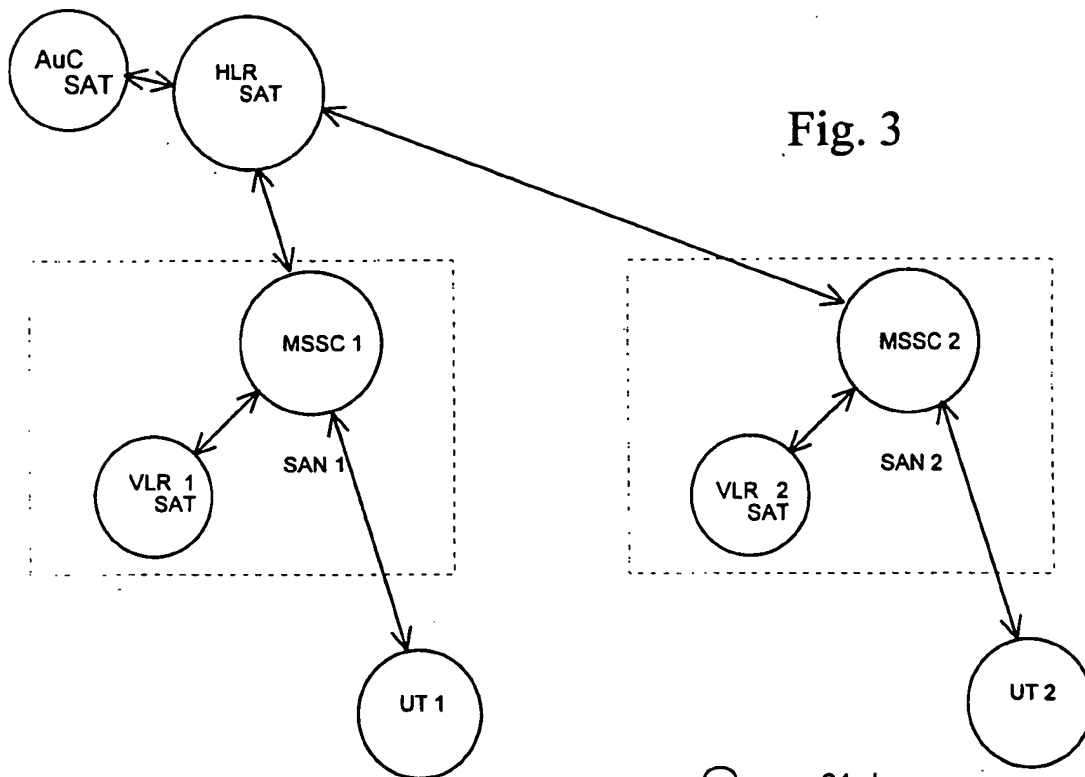 AuC
SAT
HLR
SAT
Fig. 3
MSSC 1
MSSC 2
SAN 1
SAN 2
VLR 1
SAT
VLR 2
SAT
UT 1
UT 2